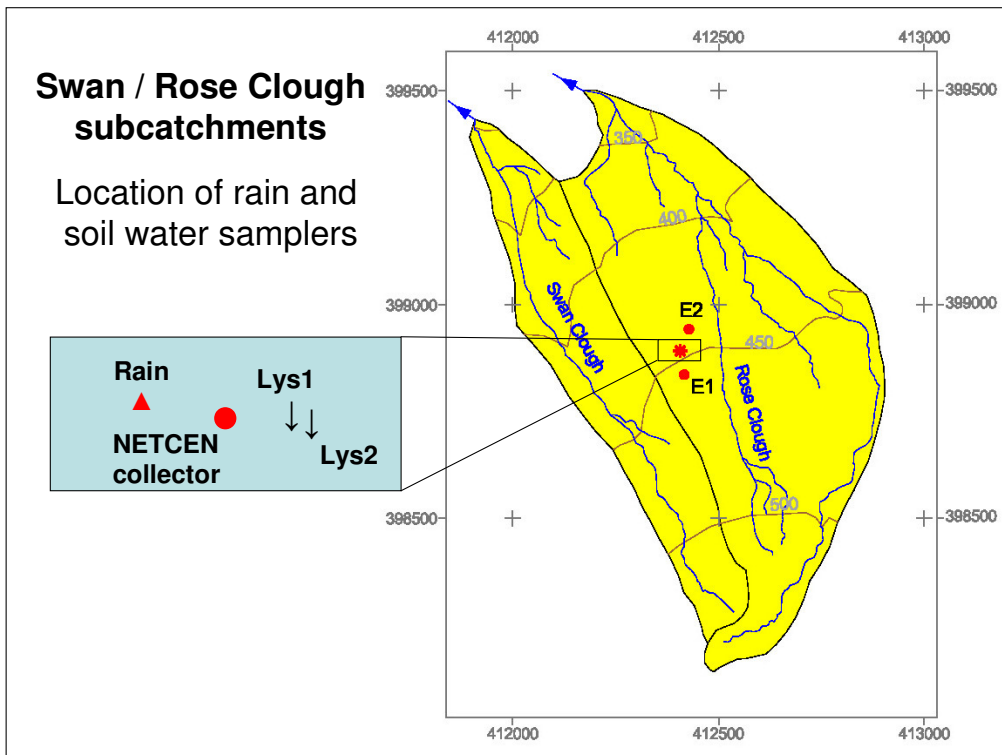 Swan / Rose Clough
subcatchments
Location of rain and
soil water samplers
Rain
Lys1
NETCEN
collector
Lys2
412000
412500
413000
399500
399500
350
400
399000
399000
Swan Clough
E2
450
E1
Rose Clough
500
398500
398500
412000
412500
413000